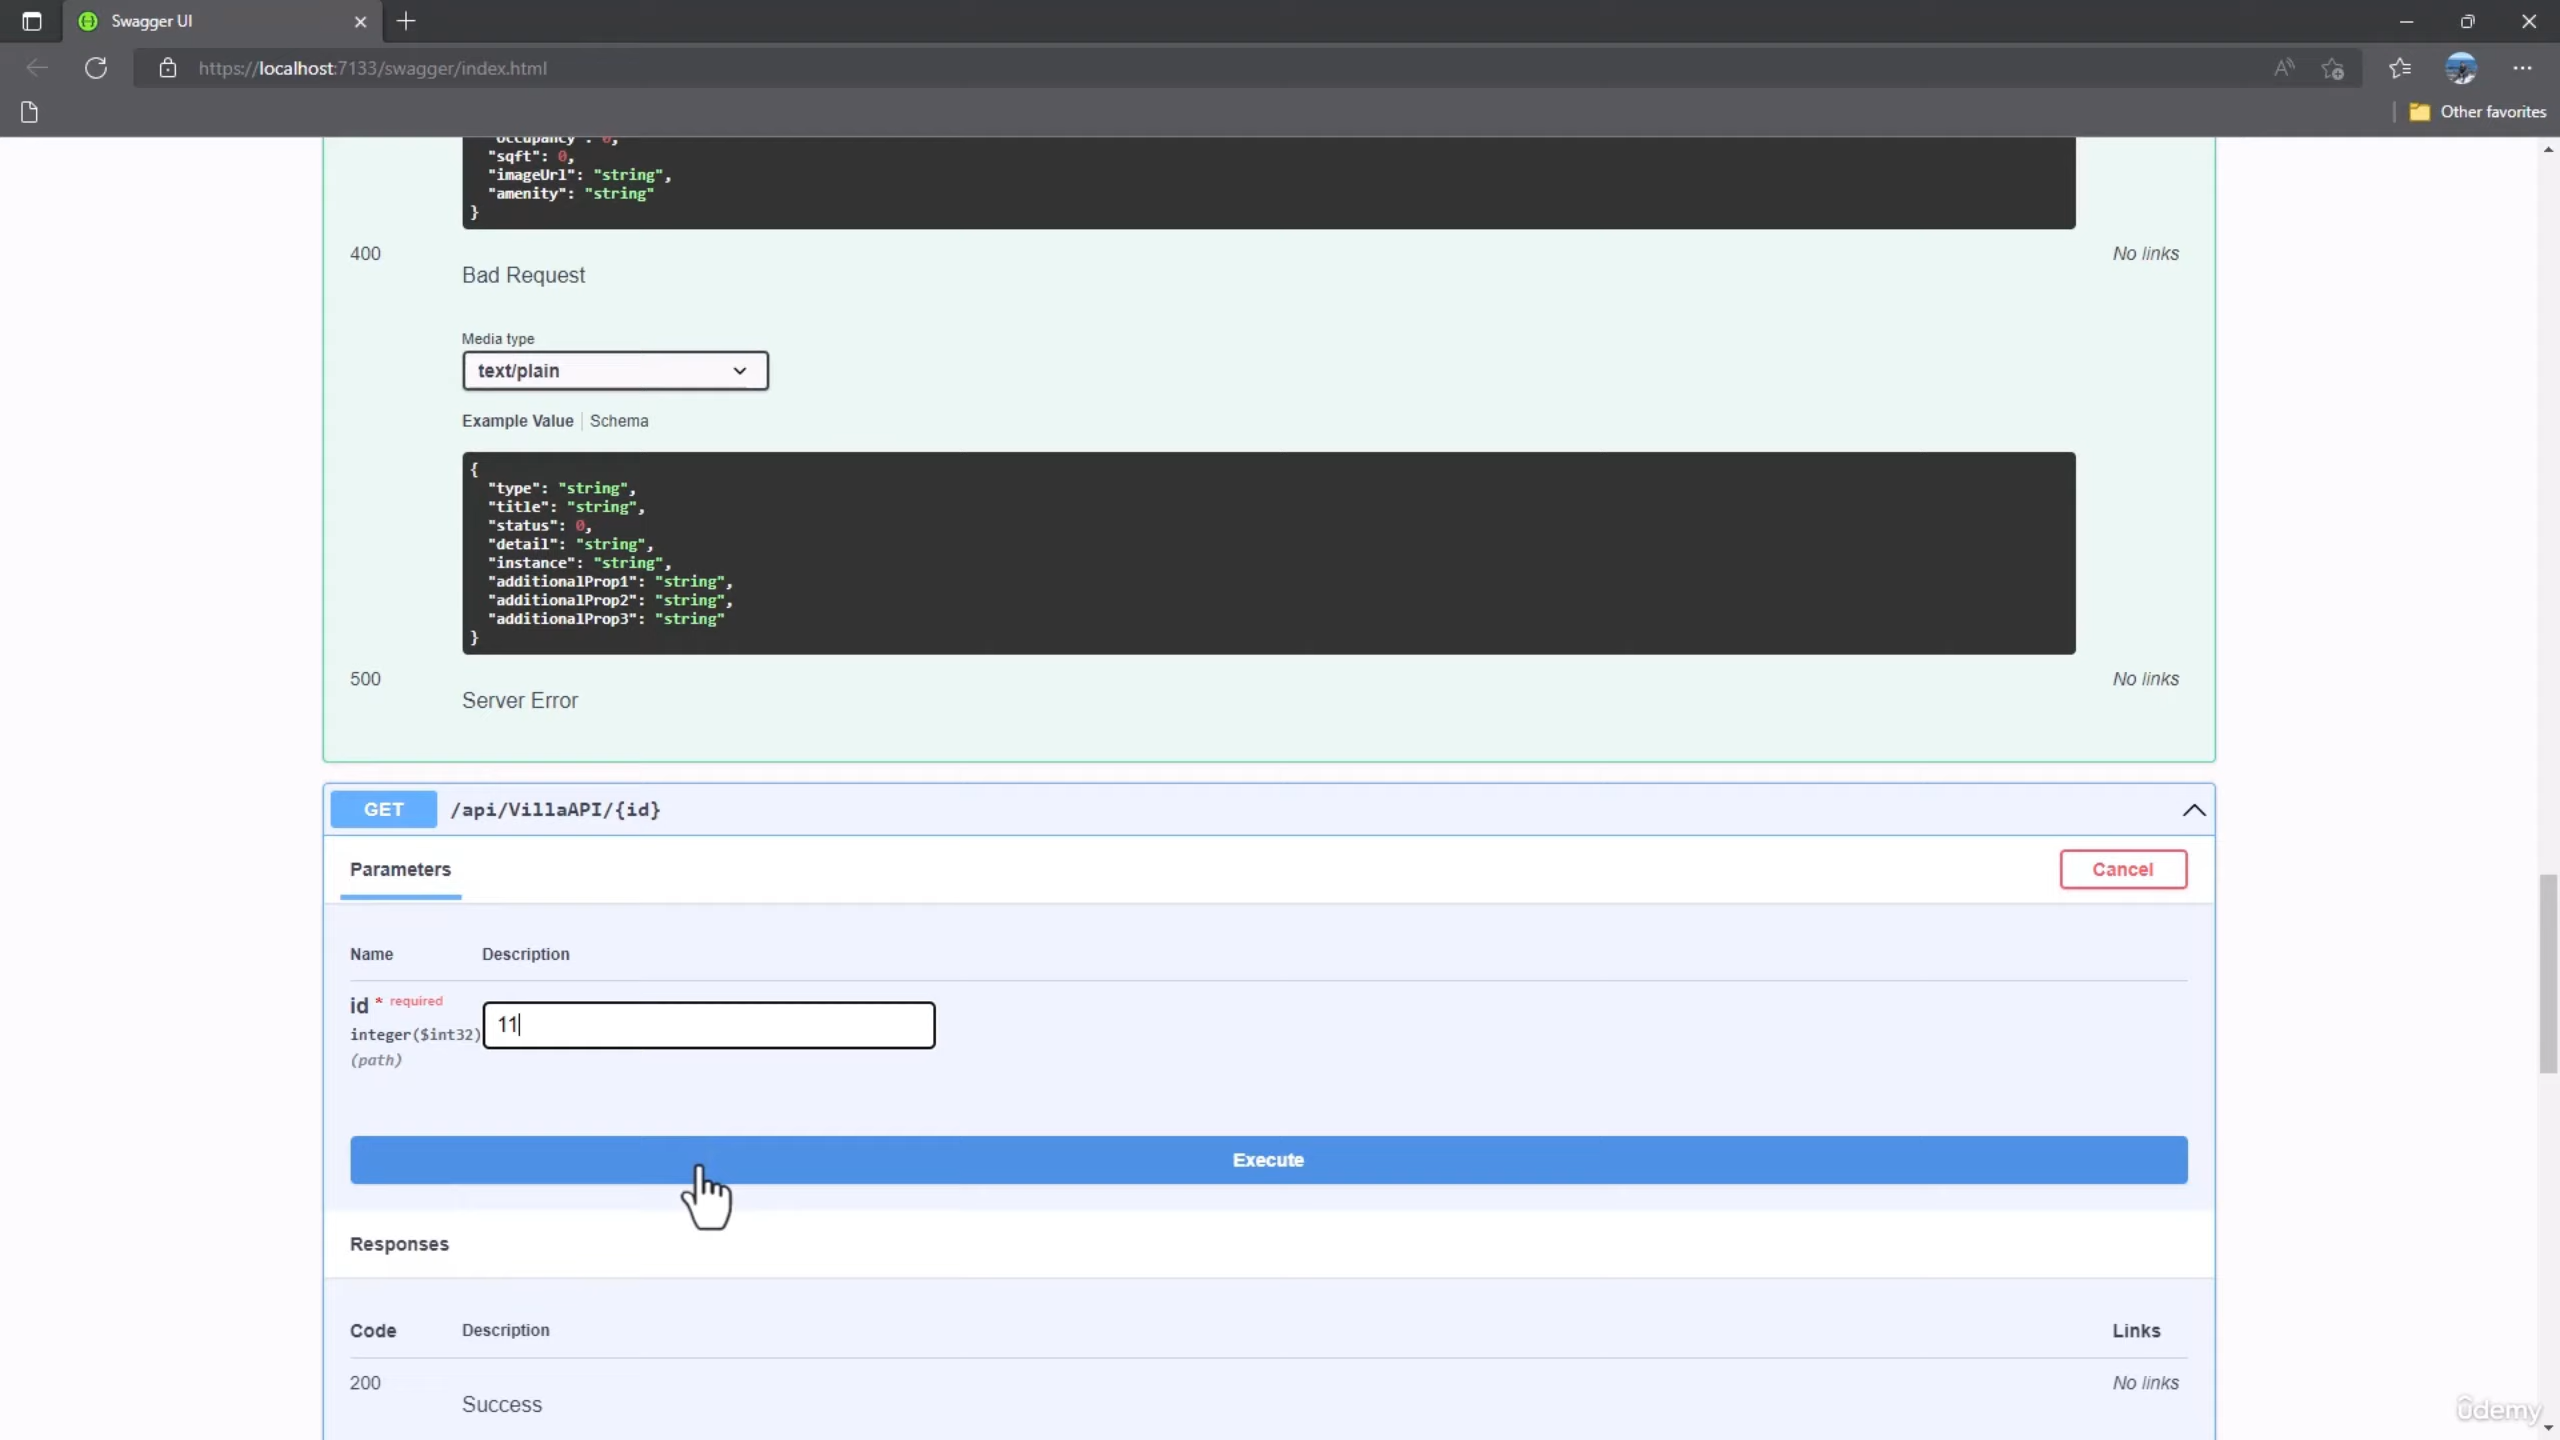 Swagger UI
https://localhost:7133/swagger/index.html
Other favorites
"occupancy": 0,
"sqft": 0,
"imageUrl": "string",
"amenity": "string"
}
400
No links
Bad Request
Media type
text/plain
Example Value
Schema
{
"type": "string",
"title": "string",
"status": 0,
"detail": "string",
"instance": "string",
"additionalProp1": "string",
"additionalProp2": "string",
"additionalProp3": "string"
}
500
No links
Server Error
GET /api/VillaAPI/{id}
Parameters
Cancel
Name Description
id * required
integer($int32)
(path)
11
Execute
Responses
Code Description Links
200
No links
Success
ûdemy